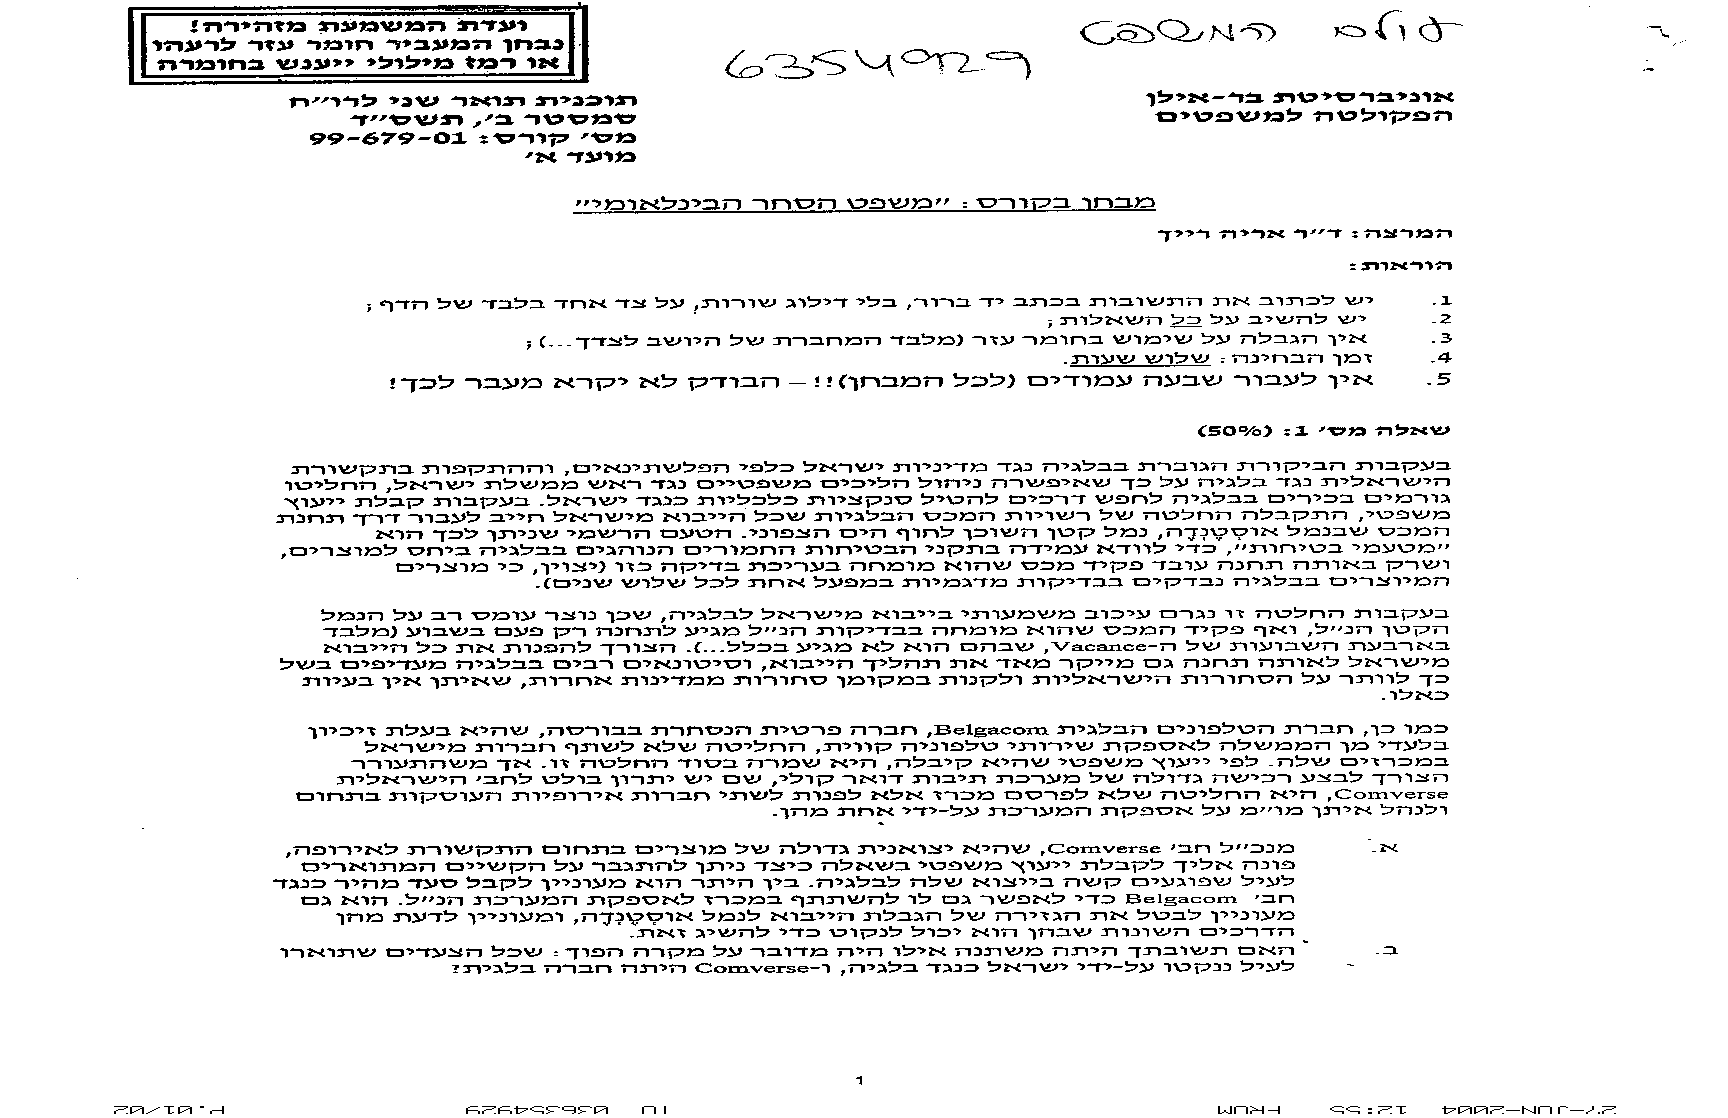 ועדת המשמעת מזהירה!
נבחן המעביר חומר עזר לרעהו
או רמז מילולי ייענש בחומרה
6354929
אוניברסיטת בר-אילן
הפקולטה למשפטים
תוכנית תואר שני לדו״ח
סמסטר ב׳, תשס״ד
מס׳ קורס: 99-679-01
מועד א׳
מבחן בקורס: ״משפט הסחר הבינלאומי״
המרצה: ד״ר אריה רייך
הוראות:
1. יש לכתוב את התשובות בכתב יד ברור, בלי דילוג שורות, על צד אחד בלבד של הדף;
2. יש להשיב על כל השאלות;
3. אין הגבלה על שימוש בחומר עזר (מלבד המחברת של היושב לצדך...);
4. זמן הבחינה: שלוש שעות.
5. אין לעבור שבעה עמודים (לכל המבחן)!! – הבודק לא יקרא מעבר לכך!
שאלה מס׳ 1: (50%)
בעקבות הביקורת הגוברת בבלגיה נגד מדיניות ישראל כלפי הפלשתינאים, וההתקפות בתקשורת
הישראלית נגד בלגיה על כך שאיפשרה ניהול הליכים משפטיים נגד ראש ממשלת ישראל, החליטו
גורמים בכירים בבלגיה לחפש דרכים להטיל סנקציות כלכליות כנגד ישראל. בעקבות קבלת ייעוץ
משפטי, התקבלה החלטה של רשויות המכס הבלגיות שכל הייבוא מישראל חייב לעבור דרך תחנת
המכס שבנמל אוֹסְטֶנְדֶה, נמל קטן השוכן לחוף הים הצפוני. הטעם הרשמי שניתן לכך הוא
״מטעמי בטיחות״, כדי לוודא עמידה בתקני הבטיחות החמורים הנוהגים בבלגיה ביחס למוצרים,
ושרק באותה תחנה עובד פקיד מכס שהוא מומחה בעריכת בדיקה כזו (יצוין, כי מוצרים
המיוצרים בבלגיה נבדקים בבדיקות מדגמיות במפעל אחת לכל שלוש שנים).
בעקבות החלטה זו נגרם עיכוב משמעותי בייבוא מישראל לבלגיה, שכן נוצר עומס רב על הנמל
הקטן הנ״ל, ואף פקיד המכס שהוא מומחה בבדיקות הנ״ל מגיע לתחנה רק פעם בשבוע (מלבד
בארבעת השבועות של ה-Vacance, שבהם הוא לא מגיע בכלל...). הצורך להפנות את כל הייבוא
מישראל לאותה תחנה גם מייקר מאד את תהליך הייבוא, וסיטונאים רבים בבלגיה מעדיפים בשל
כך לוותר על הסחורות הישראליות ולקנות במקומן סחורות ממדינות אחרות, שאיתן אין בעיות
כאלו.
כמו כן, חברת הטלפונים הבלגית Belgacom, חברה פרטית הנסחרת בבורסה, שהיא בעלת זיכיון
בלעדי מן הממשלה לאספקת שירותי טלפוניה קווית, החליטה שלא לשתף חברות מישראל
במכרזים שלה. לפי ייעוץ משפטי שהיא קיבלה, היא שמרה בסוד החלטה זו. אך משהתעורר
הצורך לבצע רכישה גדולה של מערכת תיבות דואר קולי, שם יש יתרון בולט לחב׳ הישראלית
Comverse, היא החליטה שלא לפרסם מכרז אלא לפנות לשתי חברות אירופיות העוסקות בתחום
ולנהל איתן מו״מ על אספקת המערכת על-ידי אחת מהן.
א. מנכ״ל חב׳ Comverse, שהיא יצואנית גדולה של מוצרים בתחום התקשורת לאירופה,
פונה אליך לקבלת ייעוץ משפטי בשאלה כיצד ניתן להתגבר על הקשיים המתוארים
לעיל שפוגעים קשה בייצוא שלה לבלגיה. בין היתר הוא מעוניין לקבל סעד מהיר כנגד
חב׳ Belgacom כדי לאפשר גם לו להשתתף במכרז לאספקת המערכת הנ״ל. הוא גם
מעוניין לבטל את הגזירה של הגבלת הייבוא לנמל אוֹסְטֶנְדֶה, ומעוניין לדעת מהן
הדרכים השונות שבהן הוא יכול לנקוט כדי להשיג זאת.
ב. האם תשובתך היתה משתנה אילו היה מדובר על מקרה הפוך: שכל הצעדים שתוארו
לעיל ננקטו על-ידי ישראל כנגד בלגיה, ו-Comverse היתה חברה בלגית?
1
27-JUN-2004 12:55 FROM TO 036354929 P.01/02